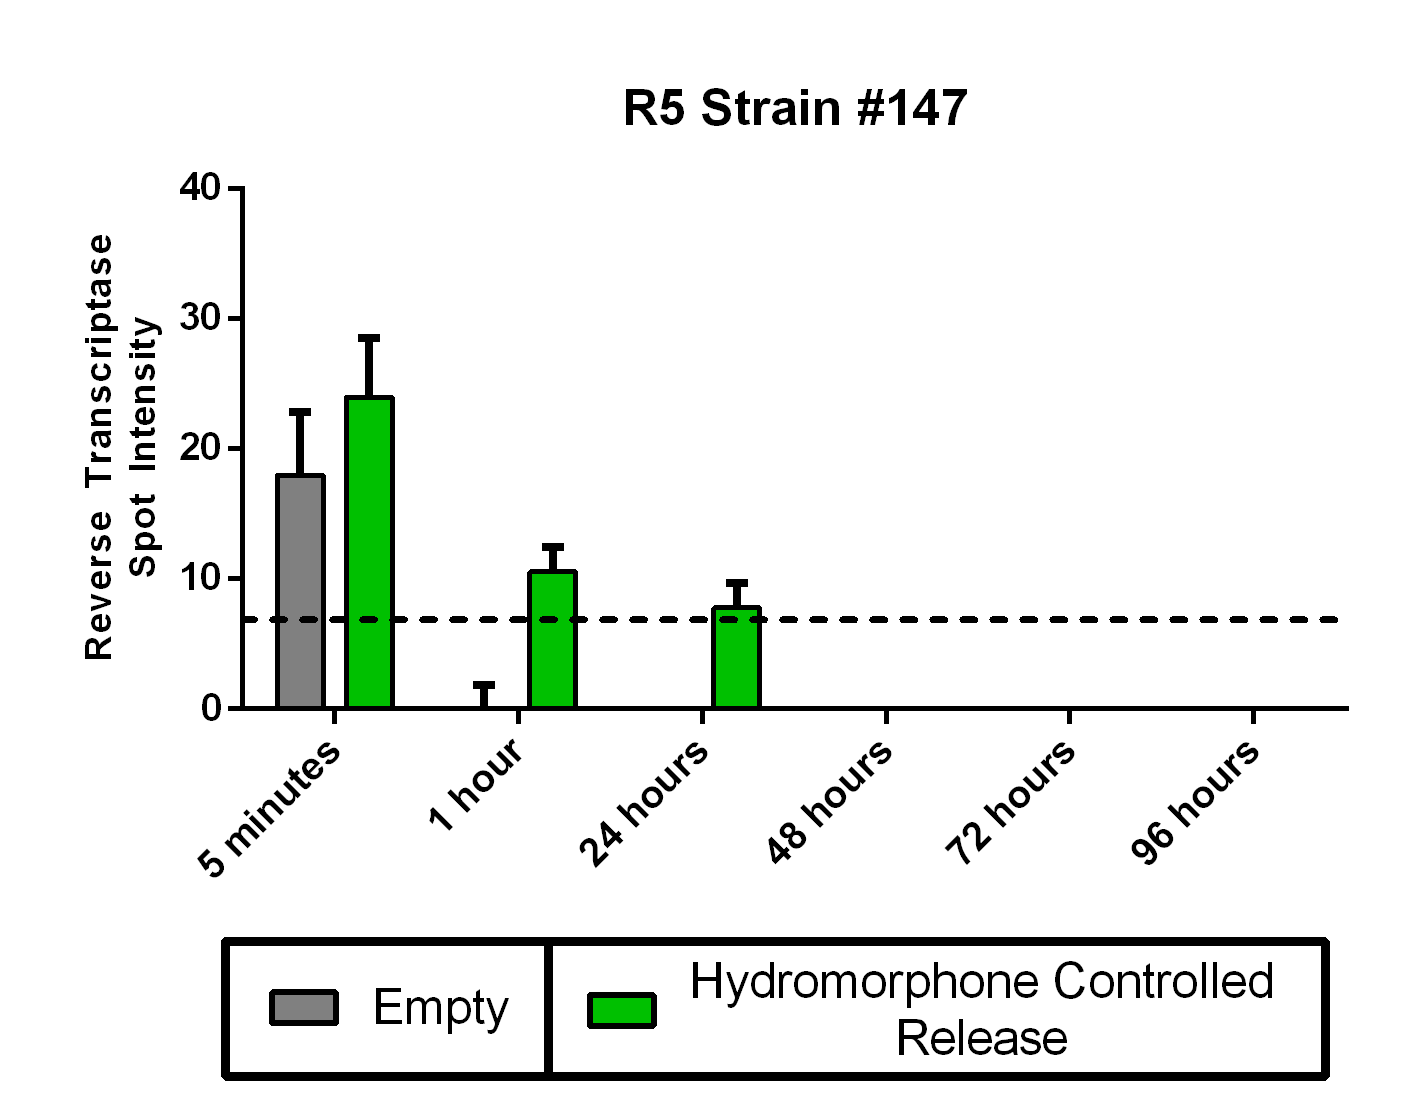 R5 Strain #147
Reverse Transcriptase
Spot Intensity
40
30
20
10
0
5 minutes
1 hour
24 hours
48 hours
72 hours
96 hours
Empty
Hydromorphone Controlled
Release